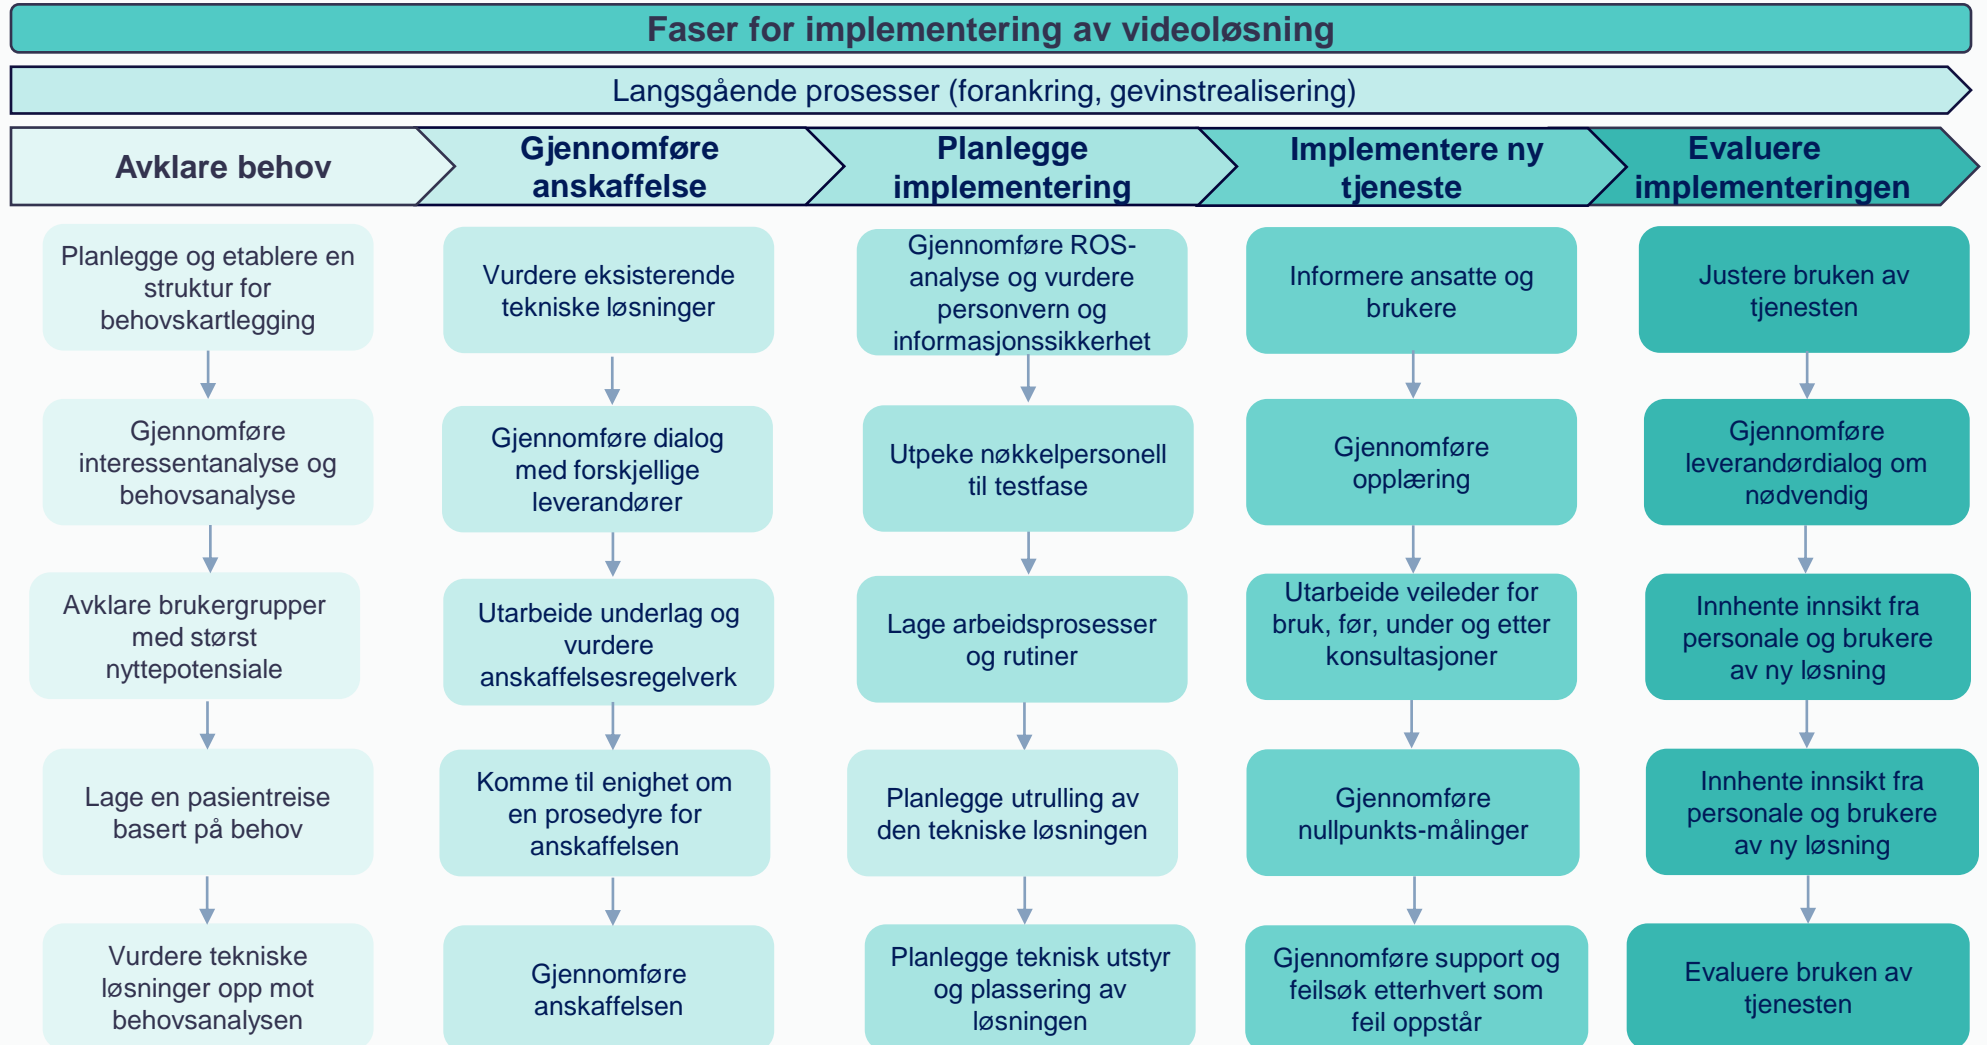 Faser for implementering av videoløsning
Langsgående prosesser (forankring, gevinstrealisering)
Avklare behov
Gjennomføre
anskaffelse
Planlegge
implementering
Implementere ny
tjeneste
Evaluere
implementeringen
Planlegge og etablere en
struktur for
behovskartlegging
Gjennomføre
interessentanalyse og
behovsanalyse
Avklare brukergrupper
med størst
nyttepotensiale
Lage en pasientreise
basert på behov
Vurdere tekniske
løsninger opp mot
behovsanalysen
Vurdere eksisterende
tekniske løsninger
Gjennomføre dialog
med forskjellige
leverandører
Utarbeide underlag og
vurdere
anskaffelsesregelverk
Komme til enighet om
en prosedyre for
anskaffelsen
Gjennomføre
anskaffelsen
Gjennomføre ROS-
analyse og vurdere
personvern og
informasjonssikkerhet
Utpeke nøkkelpersonell
til testfase
Lage arbeidsprosesser
og rutiner
Planlegge utrulling av
den tekniske løsningen
Planlegge teknisk utstyr
og plassering av
løsningen
Informere ansatte og
brukere
Gjennomføre
opplæring
Utarbeide veileder for
bruk, før, under og etter
konsultasjoner
Gjennomføre
nullpunkts-målinger
Gjennomføre support og
feilsøk etterhvert som
feil oppstår
Justere bruken av
tjenesten
Gjennomføre
leverandørdialog om
nødvendig
Innhente innsikt fra
personale og brukere
av ny løsning
Innhente innsikt fra
personale og brukere
av ny løsning
Evaluere bruken av
tjenesten